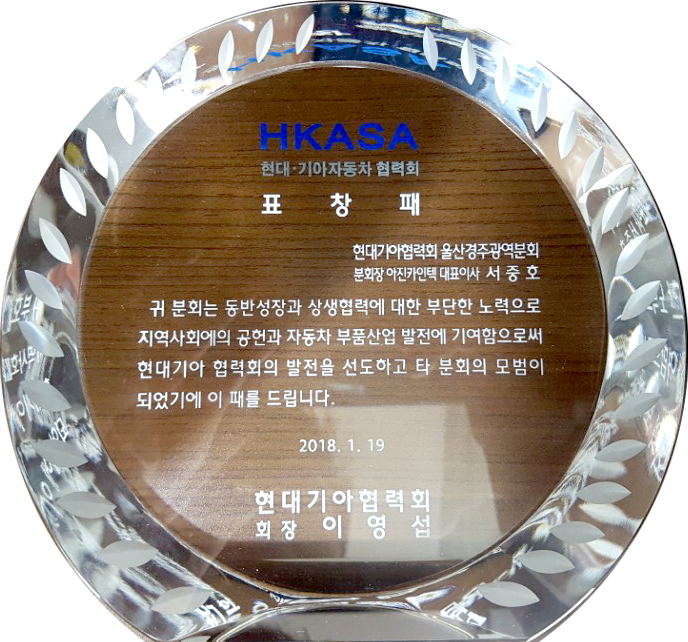 HKASA
현대·기아자동차 협력회
표 창 패
현대기아협력회 울산경주광역분회
분회장 아진카인텍 대표이사 서 중 호
귀 분회는 동반성장과 상생협력에 대한 부단한 노력으로
지역사회에의 공헌과 자동차 부품산업 발전에 기여함으로써
현대기아 협력회의 발전을 선도하고 타 분회의 모범이
되었기에 이 패를 드립니다.
2018. 1. 19
현대기아협력회
회장 이 영 섭